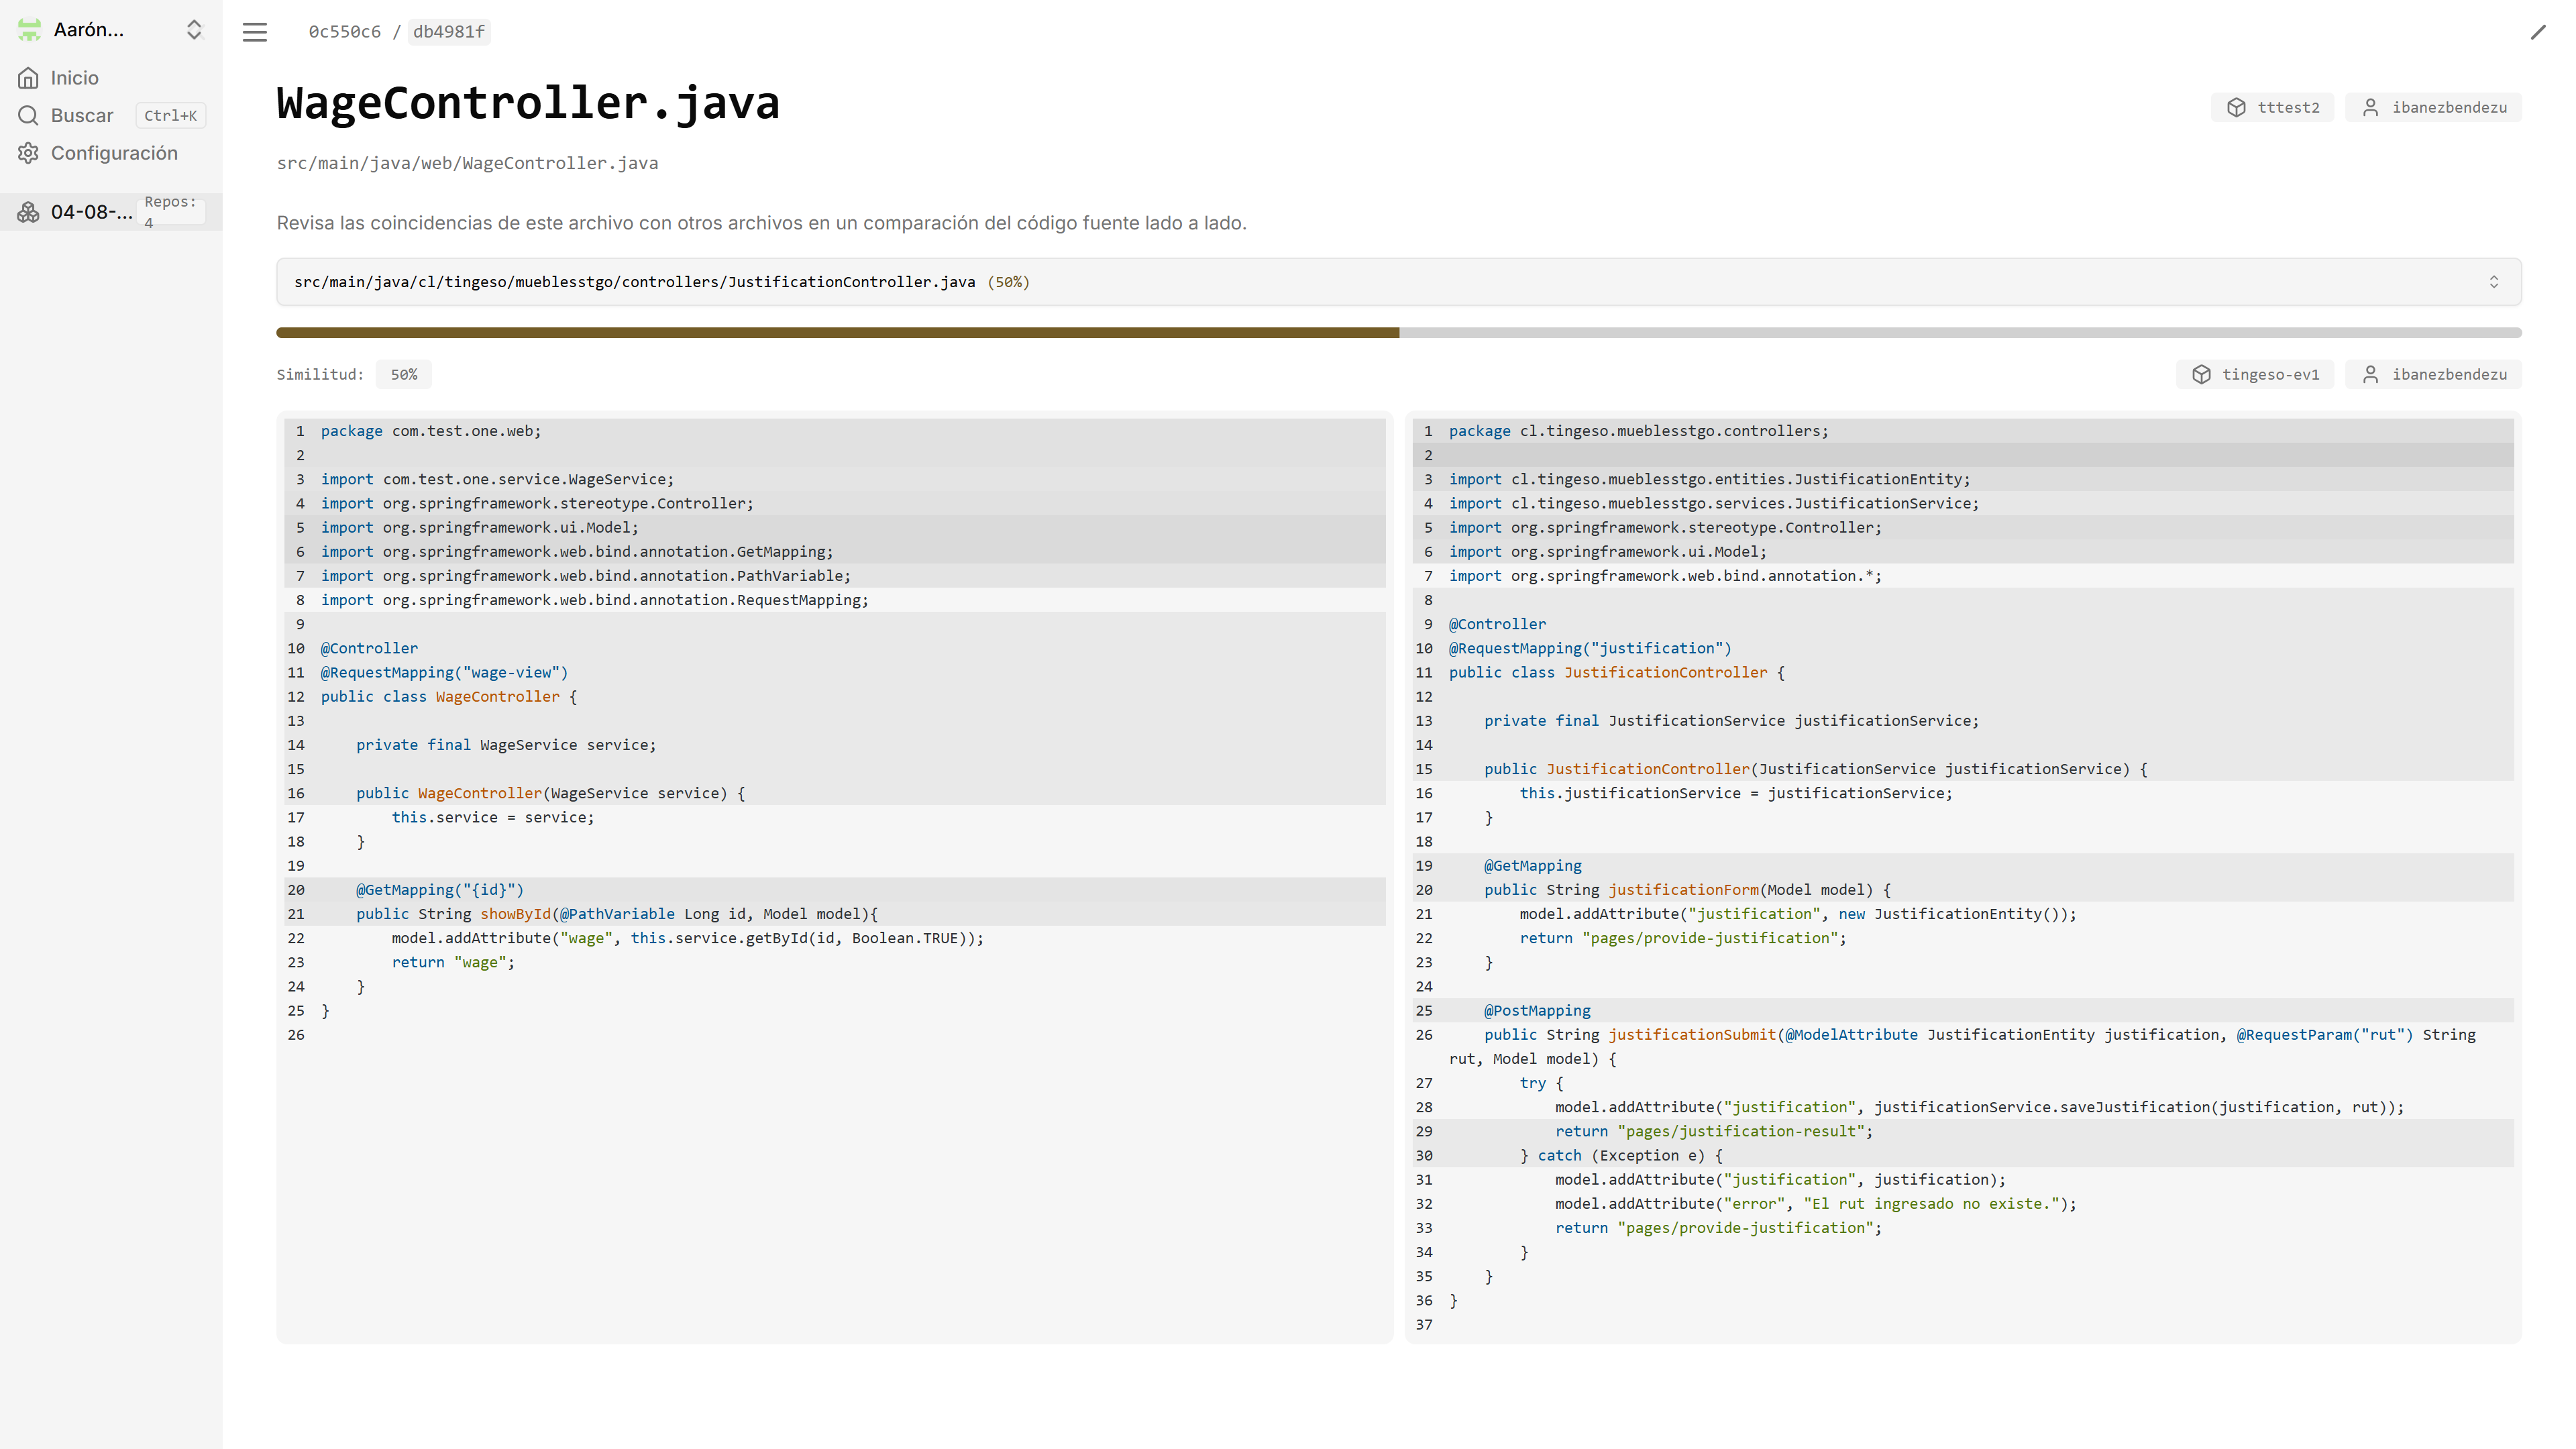 Aarón...
Inicio
Buscar Ctrl+K
Configuración
04-08-... Repos: 4
0c550c6 / db4981f
WageController.java
tttest2 ibanezbendezu
src/main/java/web/WageController.java
Revisa las coincidencias de este archivo con otros archivos en un comparación del código fuente lado a lado.
src/main/java/cl/tingeso/mueblesstgo/controllers/JustificationController.java (50%)
Similitud: 50%
tingeso-ev1 ibanezbendezu
1 package com.test.one.web;
2
3 import com.test.one.service.WageService;
4 import org.springframework.stereotype.Controller;
5 import org.springframework.ui.Model;
6 import org.springframework.web.bind.annotation.GetMapping;
7 import org.springframework.web.bind.annotation.PathVariable;
8 import org.springframework.web.bind.annotation.RequestMapping;
9
10 @Controller
11 @RequestMapping("wage-view")
12 public class WageController {
13
14     private final WageService service;
15
16     public WageController(WageService service) {
17         this.service = service;
18     }
19
20     @GetMapping("{id}")
21     public String showById(@PathVariable Long id, Model model){
22         model.addAttribute("wage", this.service.getById(id, Boolean.TRUE));
23         return "wage";
24     }
25 }
26
1 package cl.tingeso.mueblesstgo.controllers;
2
3 import cl.tingeso.mueblesstgo.entities.JustificationEntity;
4 import cl.tingeso.mueblesstgo.services.JustificationService;
5 import org.springframework.stereotype.Controller;
6 import org.springframework.ui.Model;
7 import org.springframework.web.bind.annotation.*;
8
9 @Controller
10 @RequestMapping("justification")
11 public class JustificationController {
12
13     private final JustificationService justificationService;
14
15     public JustificationController(JustificationService justificationService) {
16         this.justificationService = justificationService;
17     }
18
19     @GetMapping
20     public String justificationForm(Model model) {
21         model.addAttribute("justification", new JustificationEntity());
22         return "pages/provide-justification";
23     }
24
25     @PostMapping
26     public String justificationSubmit(@ModelAttribute JustificationEntity justification, @RequestParam("rut") String
rut, Model model) {
27         try {
28             model.addAttribute("justification", justificationService.saveJustification(justification, rut));
29             return "pages/justification-result";
30         } catch (Exception e) {
31             model.addAttribute("justification", justification);
32             model.addAttribute("error", "El rut ingresado no existe.");
33             return "pages/provide-justification";
34         }
35     }
36 }
37